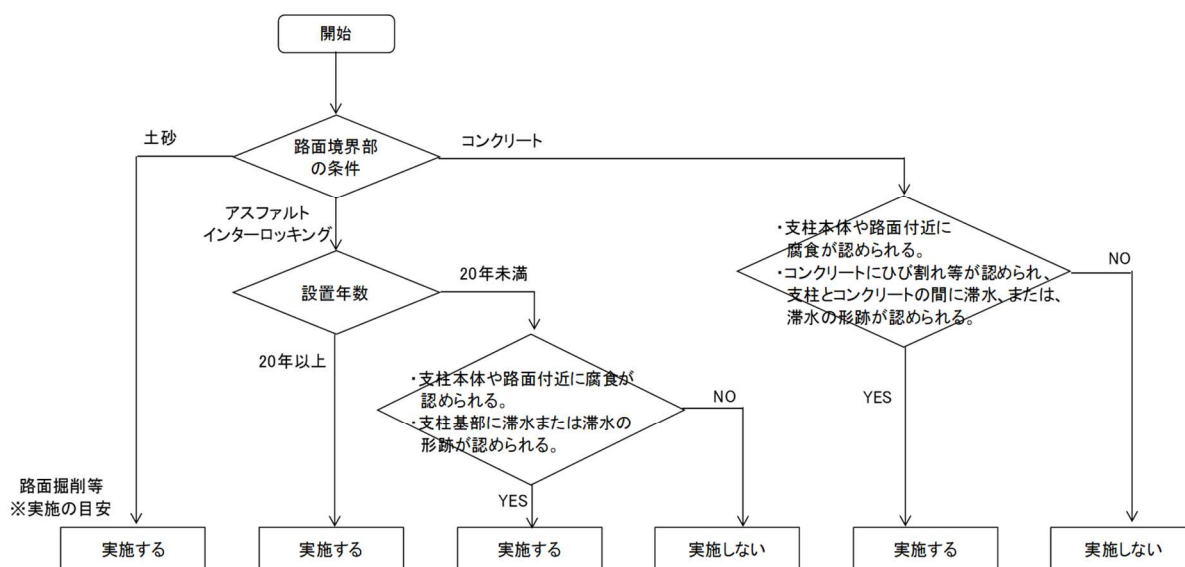 開始
土砂
路面境界部
の条件
コンクリート
アスファルト
インターロッキング
・支柱本体や路面付近に
腐食が認められる。
・コンクリートにひび割れ等が認められ、
支柱とコンクリートの間に滞水、または、
滞水の形跡が認められる。
NO
設置年数
20年未満
20年以上
・支柱本体や路面付近に腐食が
認められる。
・支柱基部に滞水または滞水の
形跡が認められる。
NO
YES
YES
路面掘削等
※実施の目安
実施する
実施する
実施する
実施しない
実施する
実施しない